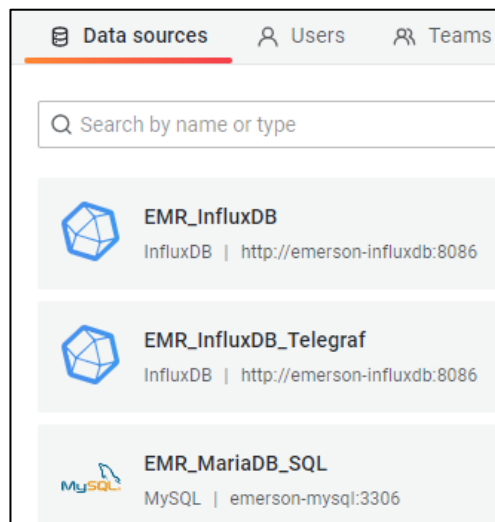 Data sources Users Teams
Search by name or type
EMR_InfluxDB
InfluxDB | http://emerson-influxdb:8086
EMR_InfluxDB_Telegraf
InfluxDB | http://emerson-influxdb:8086
EMR_MariaDB_SQL
MySQL
MySQL | emerson-mysql:3306